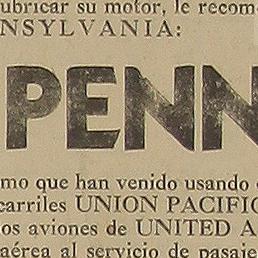 ubricar su motor, le recom
NSYLVANIA:
PENN
mo que han venido usando
carriles UNION PACIFIC
os aviones de UNITED A
aérea al servicio de pasaje